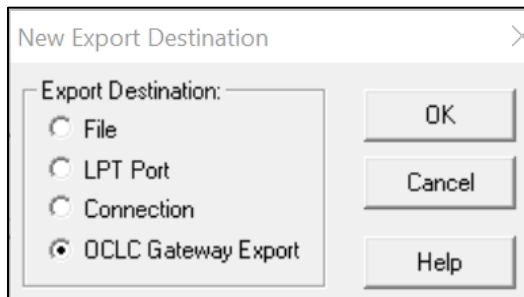 New Export Destination
Export Destination:
File
LPT Port
Connection
OCLC Gateway Export
OK
Cancel
Help